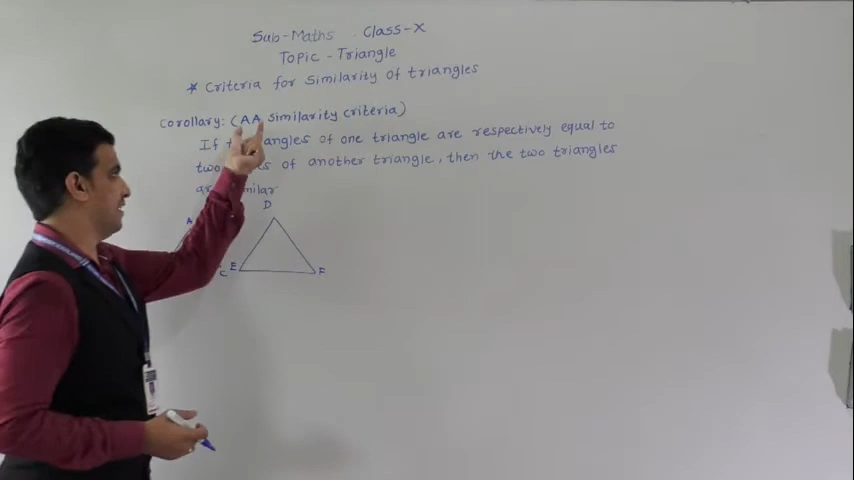 Sub-Maths . Class-X
Topic - Triangle
* Criteria for Similarity of triangles
Corollary: (AA Similarity criteria)
If angles of one triangle are respectively equal to
two of another triangle, then the two triangles
A
D
C E F